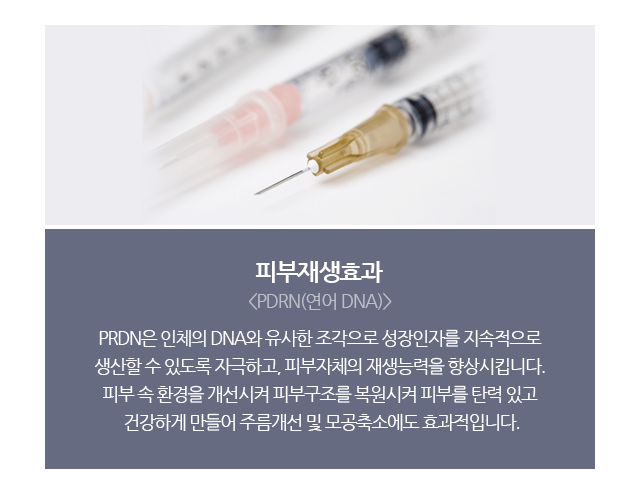 피부재생효과
<PDRN(연어 DNA)>
PRDN은 인체의 DNA와 유사한 조각으로 성장인자를 지속적으로
생산할 수 있도록 자극하고, 피부자체의 재생능력을 향상시킵니다.
피부 속 환경을 개선시켜 피부구조를 복원시켜 피부를 탄력 있고
건강하게 만들어 주름개선 및 모공축소에도 효과적입니다.